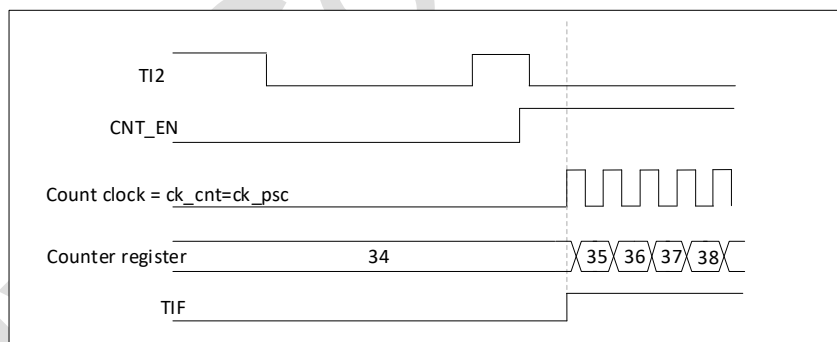 TI2
CNT_EN
Count clock = ck_cnt=ck_psc
Counter register 34 35 36 37 38
TIF